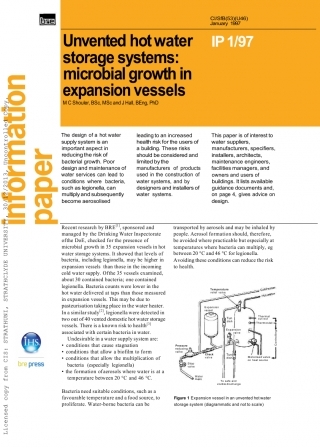 bre
CI/SfB(53)(U46)
January 1997
Unvented hot water
storage systems:
microbial growth in
expansion vessels
IP 1/97
M C Shouler, BSc, MSc and J Hall, BEng, PhD
information
paper
The design of a hot water
supply system is an
important aspect in
reducing the risk of
bacterial growth. Poor
design and maintenance of
water services can lead to
conditions where bacteria,
such as legionella, can
multiply and subsequently
become aerosolised
leading to an increased
health risk for the users of
a building. These risks
should be considered and
limited by the
manufacturers of products
used in the construction of
water systems, and by
designers and installers of
water systems.
This paper is of interest to
water suppliers,
manufacturers, specifiers,
installers, architects,
maintenance engineers,
facilities managers, and
owners and users of
buildings. It lists available
guidance documents and,
on page 4, gives advice on
design.
Recent research by BRE[1], sponsored and
managed by the Drinking Water Inspectorate
of the DoE, checked for the presence of
microbial growth in 35 expansion vessels in hot
water storage systems. It showed that levels of
bacteria, including legionella, may be higher in
expansion vessels than those in the incoming
cold water supply. Of the 35 vessels examined,
about 30 contained bacteria; one contained
legionella. Bacteria counts were lower in the
hot water delivered at taps than those measured
in expansion vessels. This may be due to
pasteurisation taking place in the water heater.
In a similar study[2], legionella were detected in
two out of 40 vented domestic hot water storage
vessels. There is a known risk to health[3]
associated with certain bacteria in water.
Undesirable in a water supply system are:
• conditions that cause stagnation
• conditions that allow a biofilm to form
• conditions that allow the multiplication of
bacteria (especially legionella)
• the formation of aerosols where water is at a
temperature between 20 °C and 46 °C.
Bacteria need suitable conditions, such as a
favourable temperature and a food source, to
proliferate. Water-borne bacteria can be
transported by aerosols and may be inhaled by
people. Aerosol formation should, therefore,
be avoided where practicable but especially at
temperatures where bacteria can multiply, eg
between 20 °C and 46 °C for legionella.
Avoiding these conditions can reduce the risk
to health.
Figure 1 Expansion vessel in an unvented hot water
storage system (diagrammatic and not to scale)
IHS
bre press
Licensed copy from CIS: STRATHUNI, STRATHCLYDE UNIVERSITY,